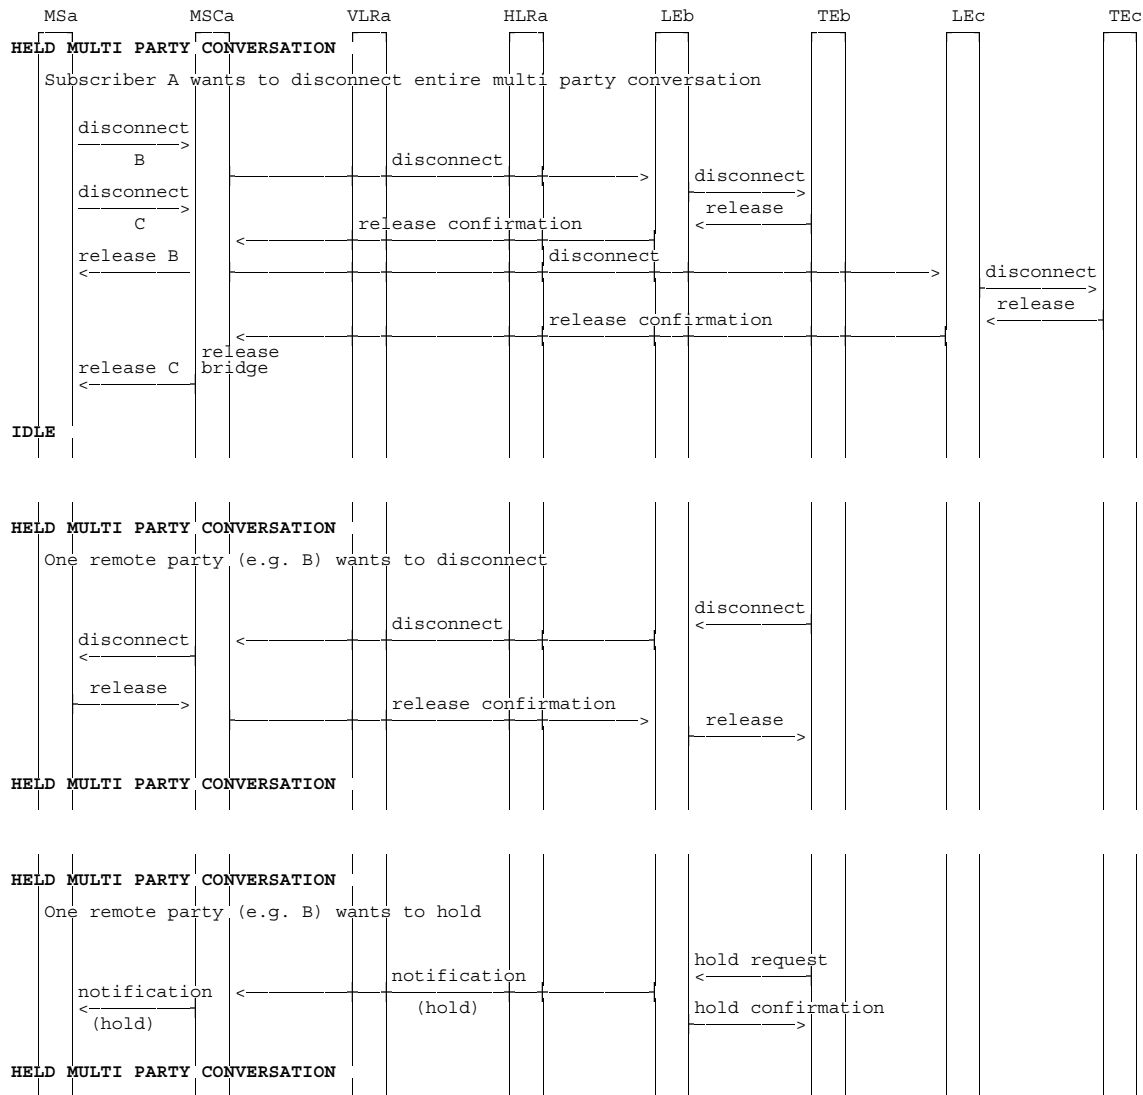 MSa MSCa VLRa HLRa LEb TEb LEc TEc
HELD MULTI PARTY CONVERSATION
Subscriber A wants to disconnect entire multi party conversation
disconnect
B
disconnect
disconnect
disconnect
C
release
release confirmation
release B
disconnect
disconnect
release
release confirmation
release
bridge
release C
IDLE
HELD MULTI PARTY CONVERSATION
One remote party (e.g. B) wants to disconnect
disconnect
disconnect
disconnect
release
release confirmation
release
HELD MULTI PARTY CONVERSATION
HELD MULTI PARTY CONVERSATION
One remote party (e.g. B) wants to hold
hold request
notification
(hold)
notification
(hold)
hold confirmation
HELD MULTI PARTY CONVERSATION